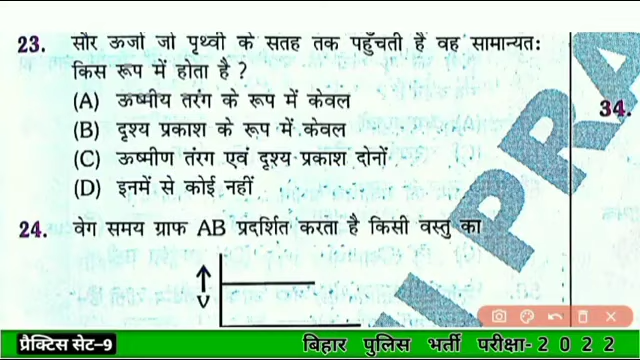 23. सौर ऊर्जा जो पृथ्वी के सतह तक पहुँचती है वह सामान्यतः
किस रूप में होता है ?
(A) ऊष्मीय तरंग के रूप में केवल
(B) दृश्य प्रकाश के रूप में केवल
(C) ऊष्मीण तरंग एवं दृश्य प्रकाश दोनों
(D) इनमें से कोई नहीं
34.
24. वेग समय ग्राफ AB प्रदर्शित करता है किसी वस्तु का
V
PRA
प्रैक्टिस सेट-9
बिहार पुलिस भर्ती परीक्षा-2022